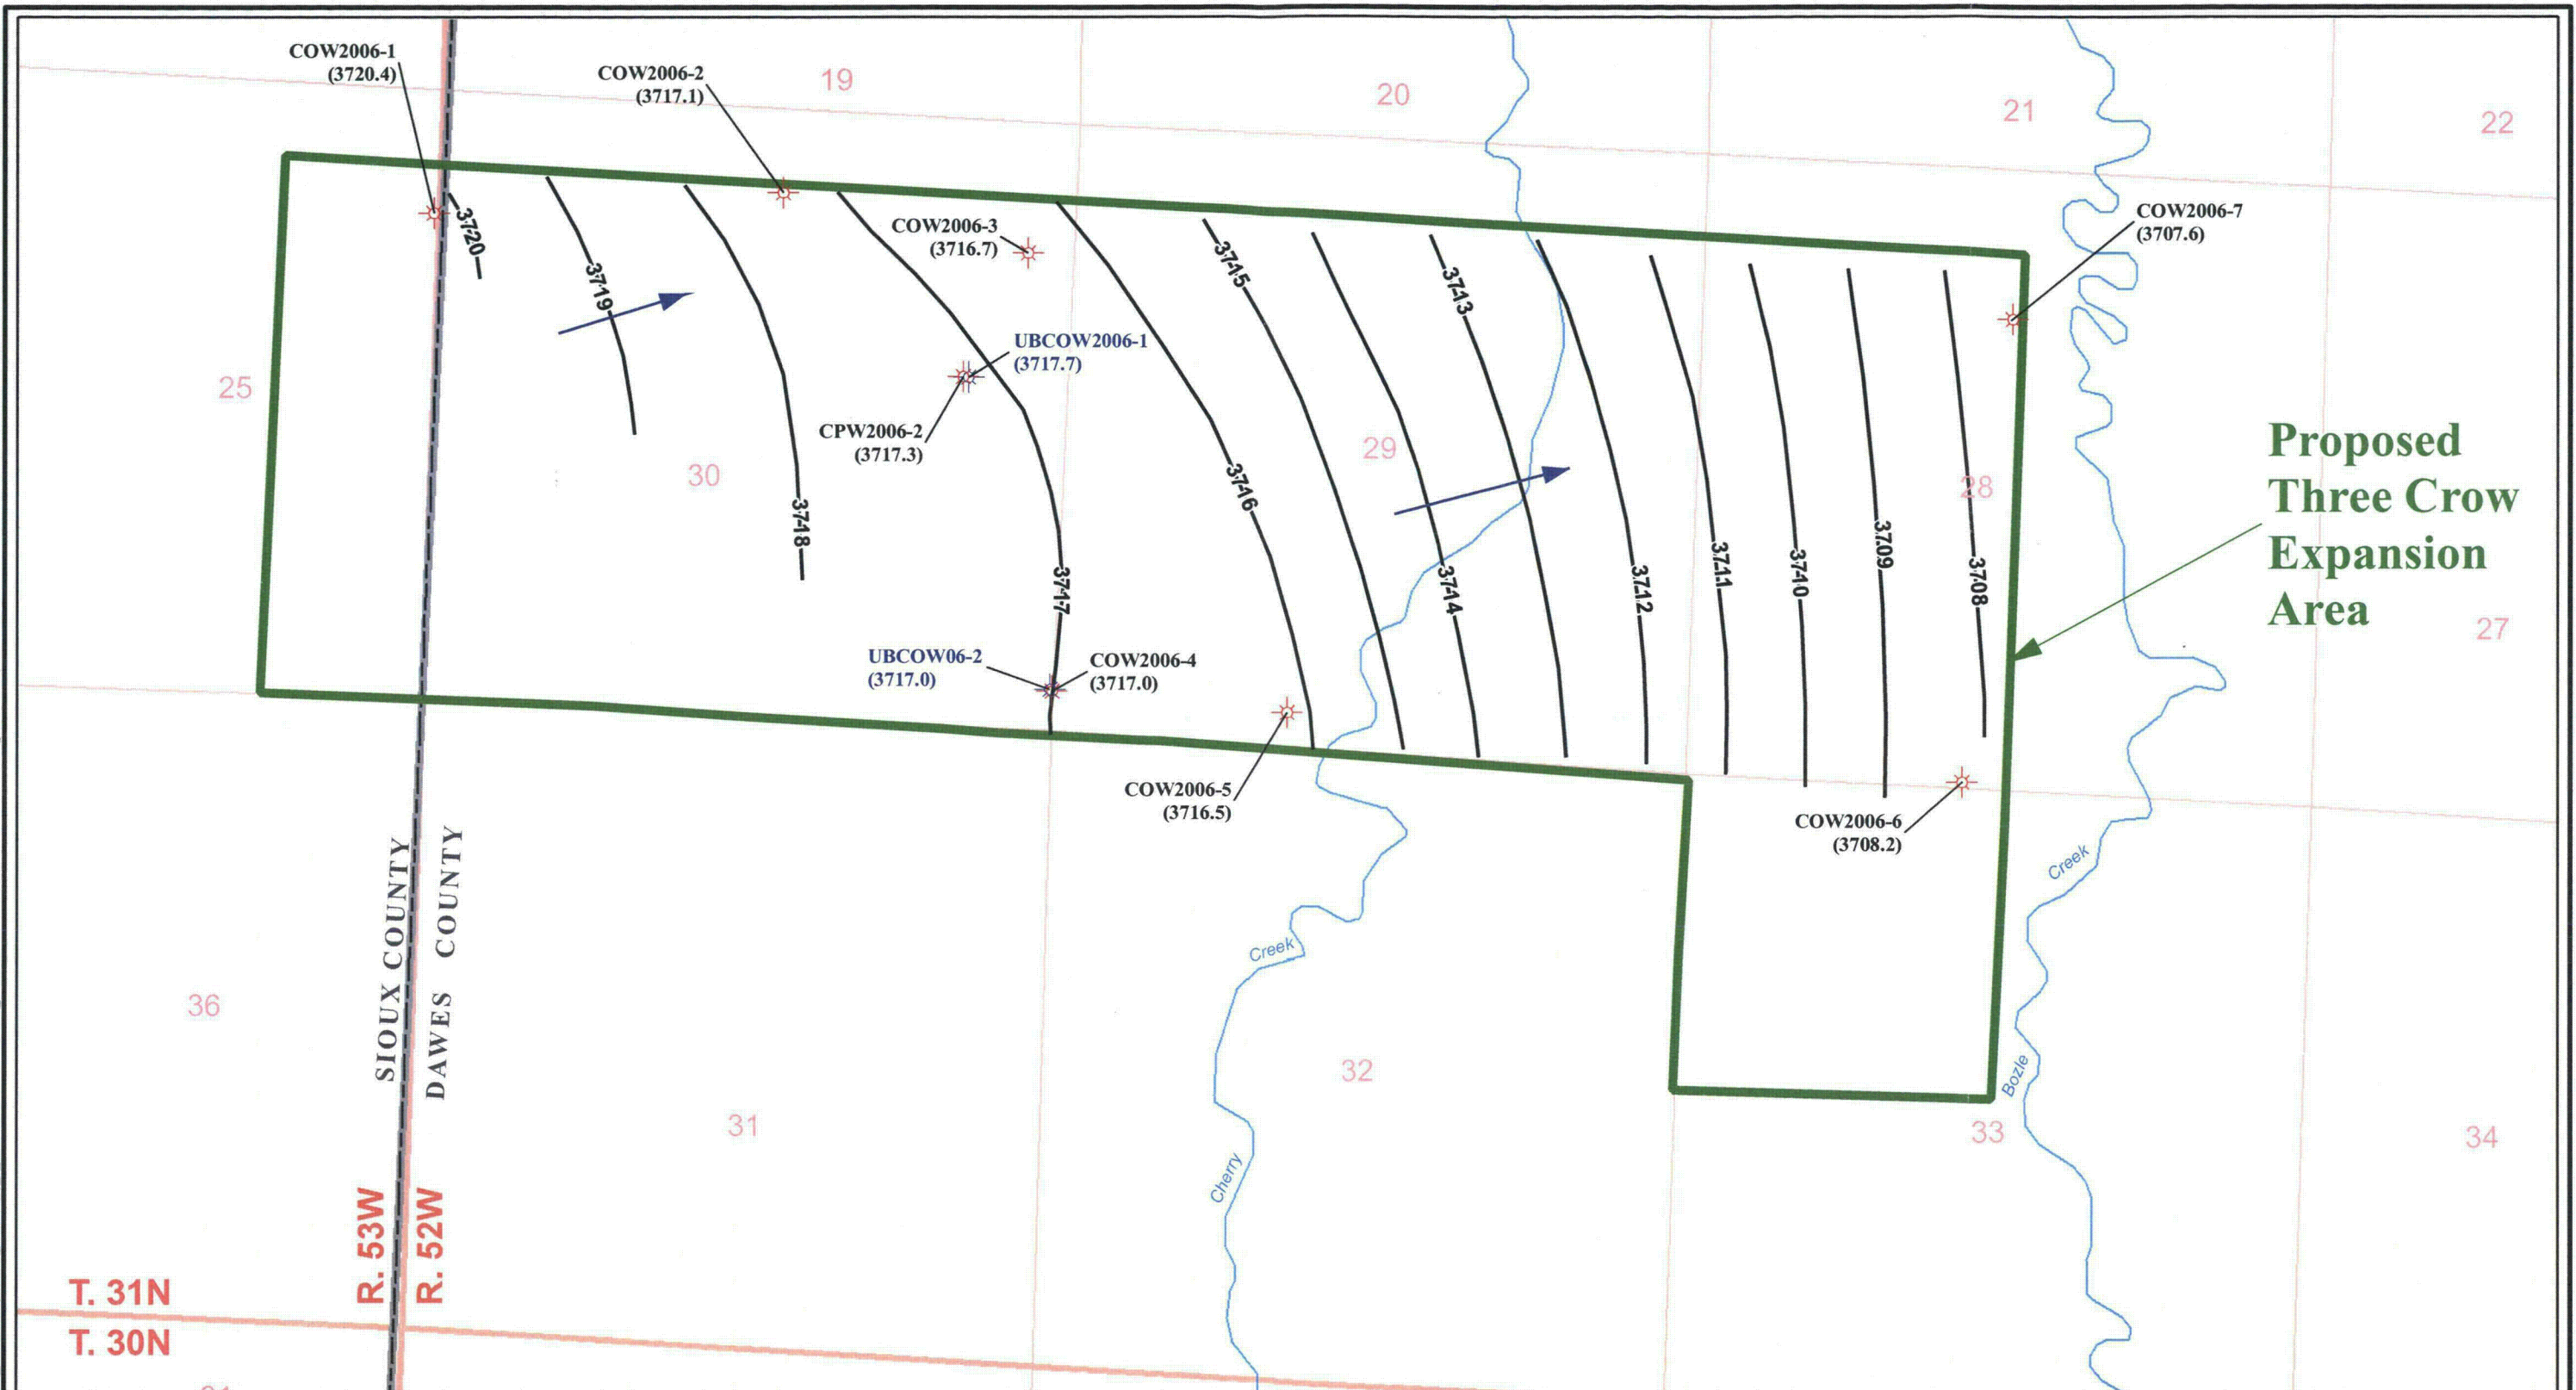 COW2006-1
(3720.4)
COW2006-2
(3717.1)
19
20
21
22
COW2006-3
(3716.7)
COW2006-7
(3707.6)
3720
3719
3715
3713
UBCOW2006-1
(3717.7)
25
CPW2006-2
(3717.3)
30
29
28
3718
3716
3717
3714
3712
3711
3710
3709
3708
Proposed
Three Crow
Expansion
Area
27
UBCOW06-2
(3717.0)
COW2006-4
(3717.0)
COW2006-5
(3716.5)
COW2006-6
(3708.2)
SIOUX COUNTY
DAWES COUNTY
Creek
Creek
36
31
32
Bozle
33
34
Cherry
R. 53W
R. 52W
T. 31N
T. 30N